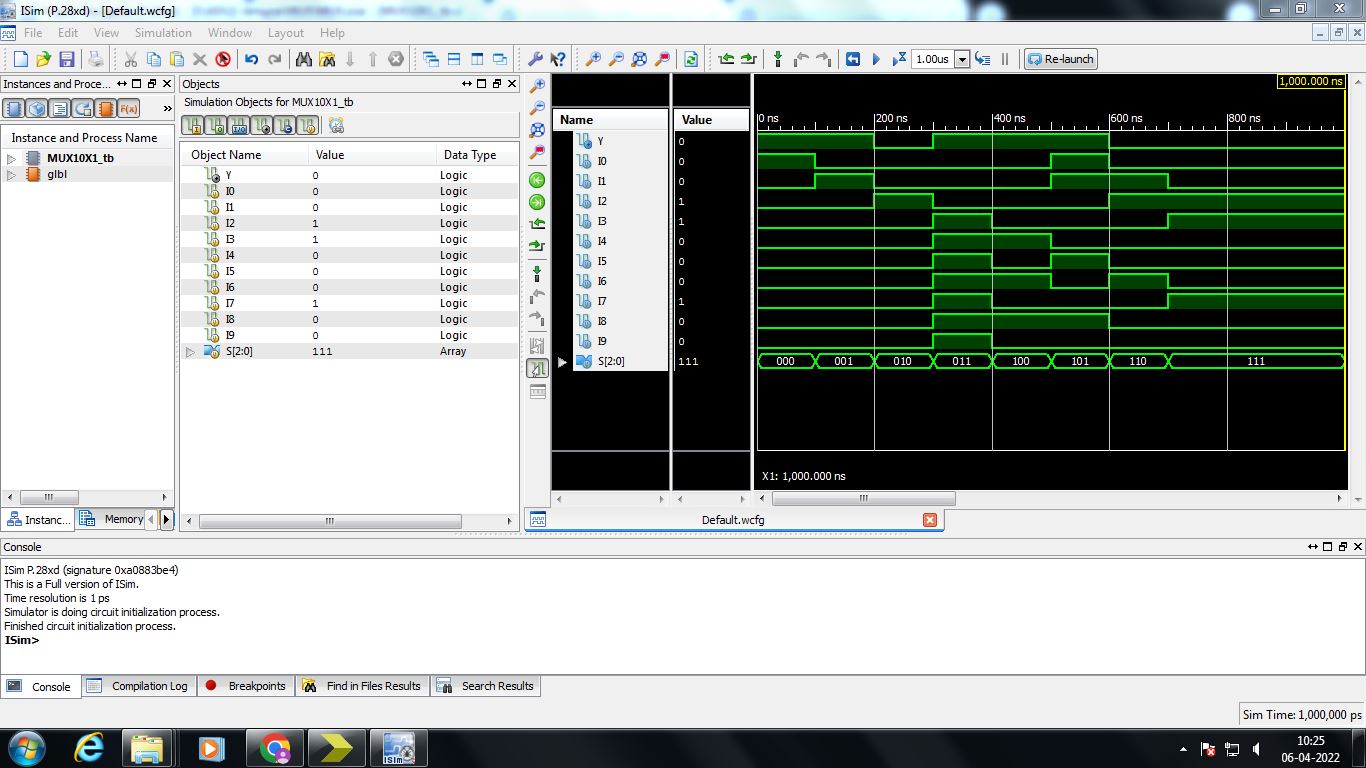 ISim (P.28xd) - [Default.wcfg]
File Edit View Simulation Window Layout Help
1.00us Re-launch
Instances and Proce...
Objects
Simulation Objects for MUX10X1_tb
F(x) »
Instance and Process Name
MUX10X1_tb
glbl
Object Name Value Data Type
Y 0 Logic
I0 0 Logic
I1 0 Logic
I2 1 Logic
I3 1 Logic
I4 0 Logic
I5 0 Logic
I6 0 Logic
I7 1 Logic
I8 0 Logic
I9 0 Logic
S[2:0] 111 Array
Instanc... Memory
1,000.000 ns
Name Value
0 ns 200 ns 400 ns 600 ns 800 ns
Y 0
I0 0
I1 0
I2 1
I3 1
I4 0
I5 0
I6 0
I7 1
I8 0
I9 0
S[2:0] 111 000 001 010 011 100 101 110 111
X1: 1,000.000 ns
Default.wcfg
Console
ISim P.28xd (signature 0xa0883be4)
This is a Full version of ISim.
Time resolution is 1 ps
Simulator is doing circuit initialization process.
Finished circuit initialization process.
ISim>
Console Compilation Log Breakpoints Find in Files Results Search Results
Sim Time: 1,000,000 ps
ISim
10:25
06-04-2022